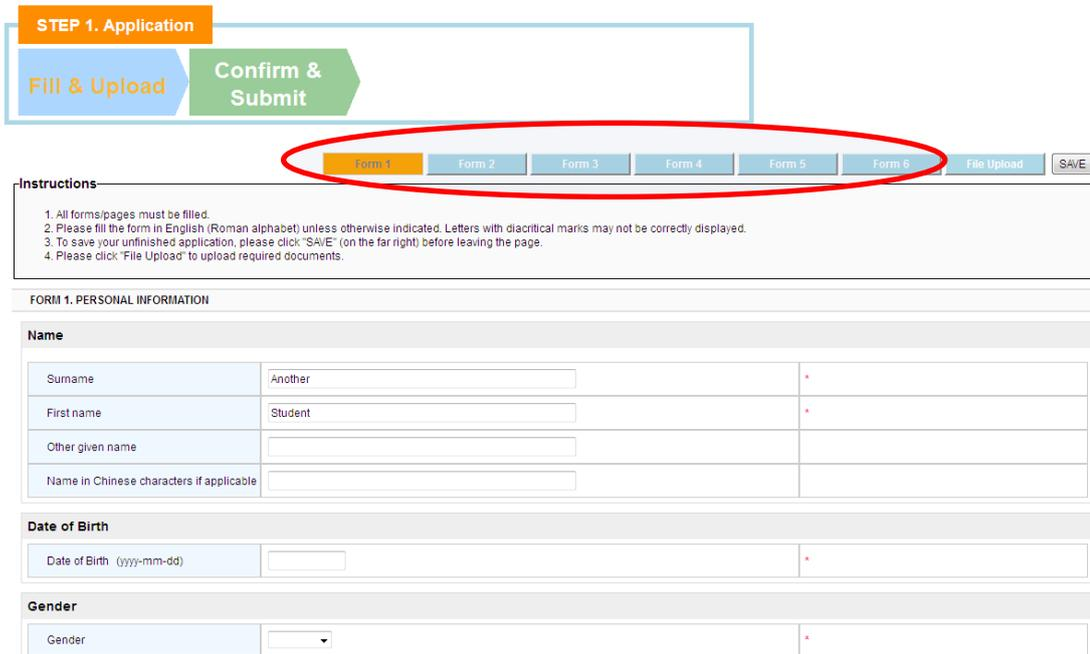 STEP 1. Application
Fill & Upload
Confirm &
Submit
Form 1 Form 2 Form 3 Form 4 Form 5 Form 6 File Upload SAVE
Instructions
1. All forms/pages must be filled.
2. Please fill the form in English (Roman alphabet) unless otherwise indicated. Letters with diacritical marks may not be correctly displayed.
3. To save your unfinished application, please click "SAVE" (on the far right) before leaving the page.
4. Please click "File Upload" to upload required documents.
FORM 1. PERSONAL INFORMATION
Name
Surname Another *
First name Student *
Other given name
Name in Chinese characters if applicable
Date of Birth
Date of Birth (yyyy-mm-dd) *
Gender
Gender *